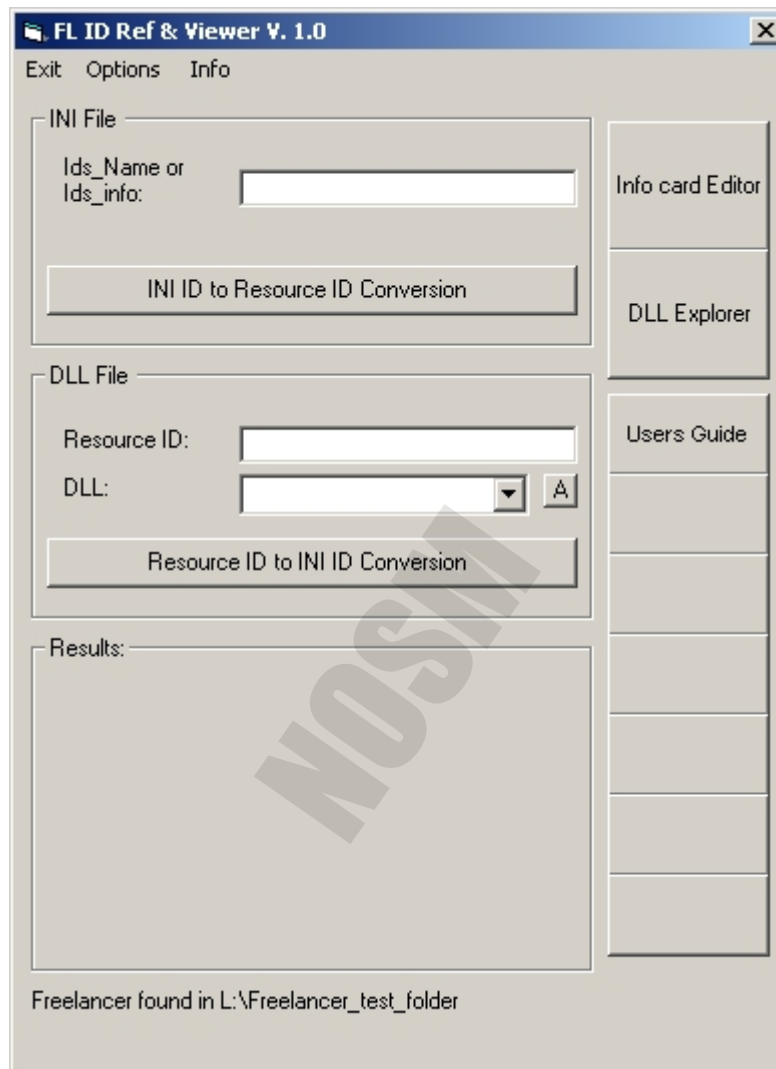 FL ID Ref & Viewer V. 1.0
Exit Options Info
INI File
Ids_Name or
Ids_info:
INI ID to Resource ID Conversion
DLL File
Resource ID:
DLL:
A
Resource ID to INI ID Conversion
Results:
NOSM
Info card Editor
DLL Explorer
Users Guide
Freelancer found in L:\Freelancer_test_folder